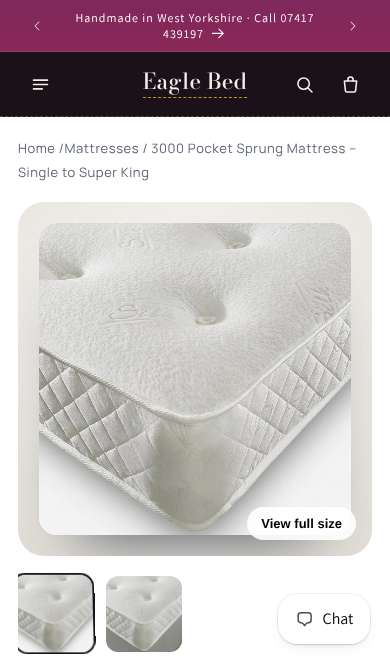 Handmade in West Yorkshire · Call 07417
439197 →
Eagle Bed
Home /Mattresses / 3000 Pocket Sprung Mattress –
Single to Super King
View full size
Chat